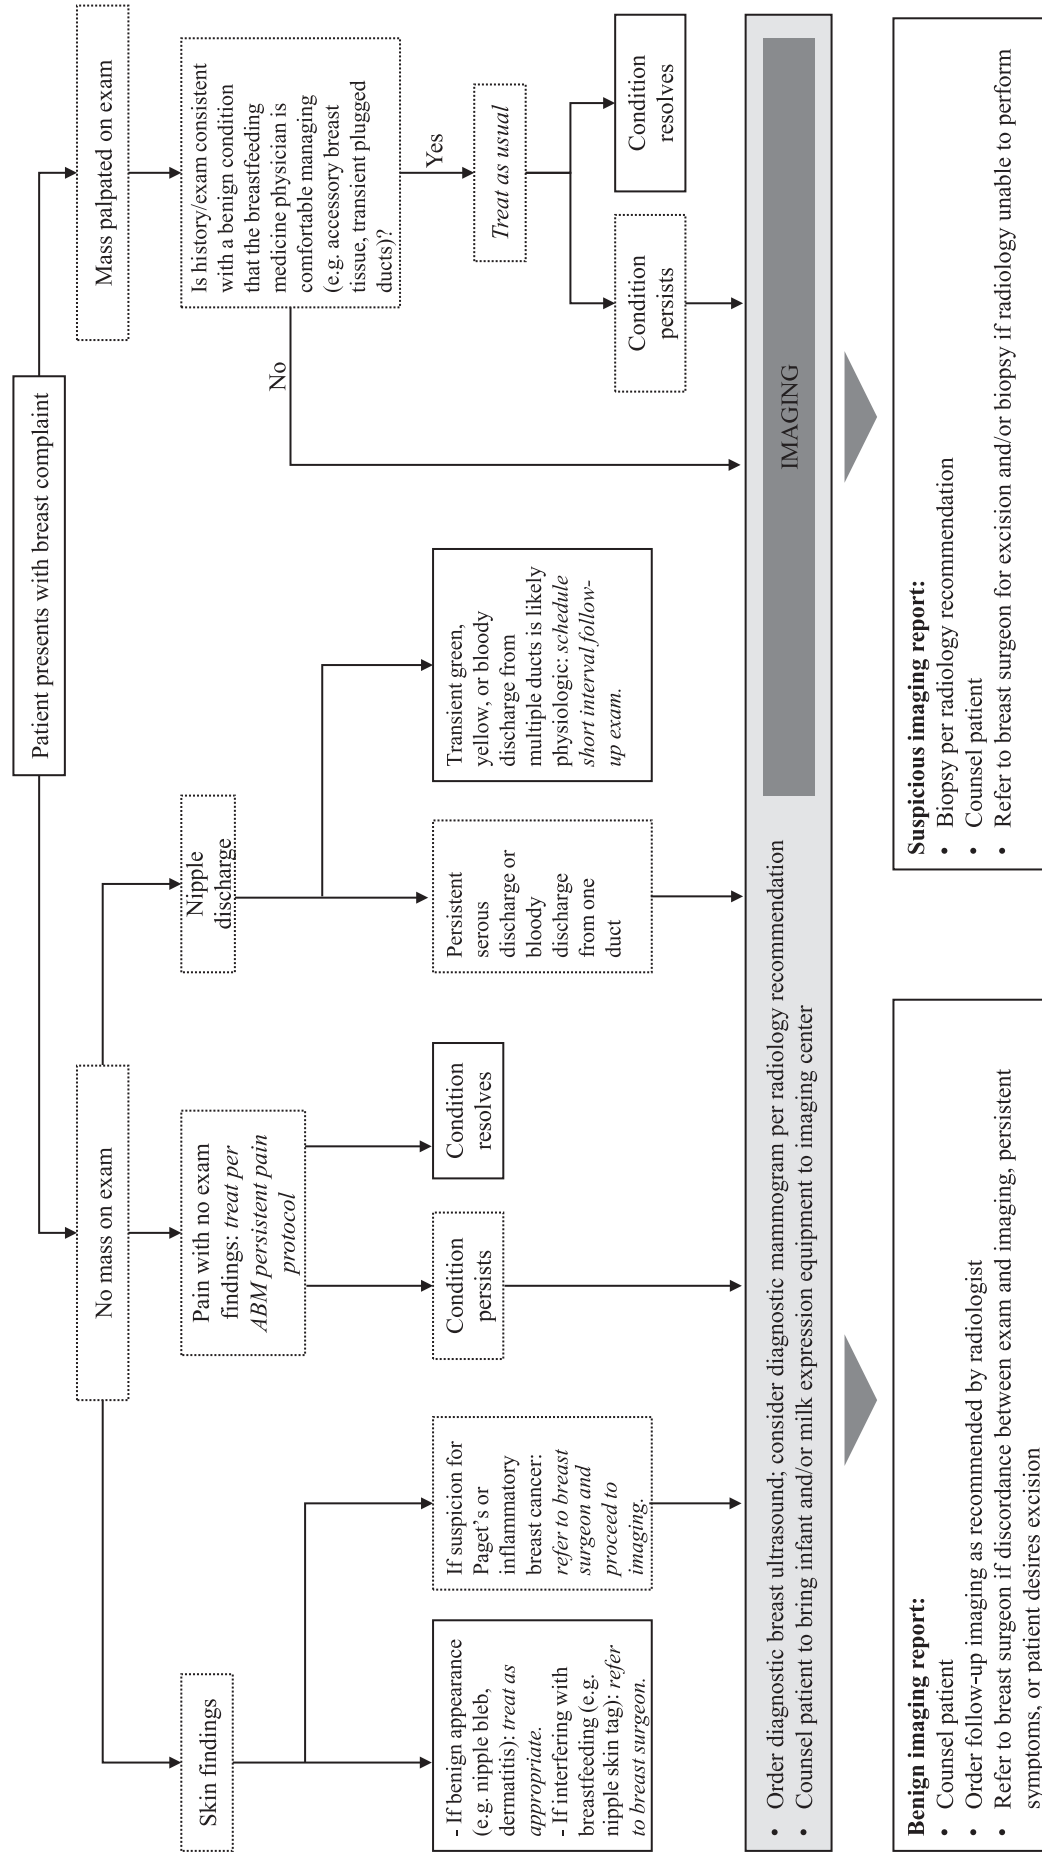 Patient presents with breast complaint
No mass on exam
Mass palpated on exam
Skin findings
Pain with no exam
findings: treat per
ABM persistent pain
protocol
Nipple
discharge
Is history/exam consistent
with a benign condition
that the breastfeeding
medicine physician is
comfortable managing
(e.g. accessory breast
tissue, transient plugged
ducts)?
No
Yes
- If benign appearance
(e.g. nipple bleb,
dermatitis): treat as
appropriate.
- If interfering with
breastfeeding (e.g.
nipple skin tag): refer
to breast surgeon.
If suspicion for
Paget's or
inflammatory
breast cancer:
refer to breast
surgeon and
proceed to
imaging.
Condition
persists
Condition
resolves
Persistent
serous
discharge or
bloody
discharge
from one
duct
Transient green,
yellow, or bloody
discharge from
multiple ducts is likely
physiologic: schedule
short interval follow-
up exam.
Treat as usual
Condition
persists
Condition
resolves
• Order diagnostic breast ultrasound; consider diagnostic mammogram per radiology recommendation
• Counsel patient to bring infant and/or milk expression equipment to imaging center
IMAGING
Benign imaging report:
• Counsel patient
• Order follow-up imaging as recommended by radiologist
• Refer to breast surgeon if discordance between exam and imaging, persistent
symptoms, or patient desires excision
Suspicious imaging report:
• Biopsy per radiology recommendation
• Counsel patient
• Refer to breast surgeon for excision and/or biopsy if radiology unable to perform